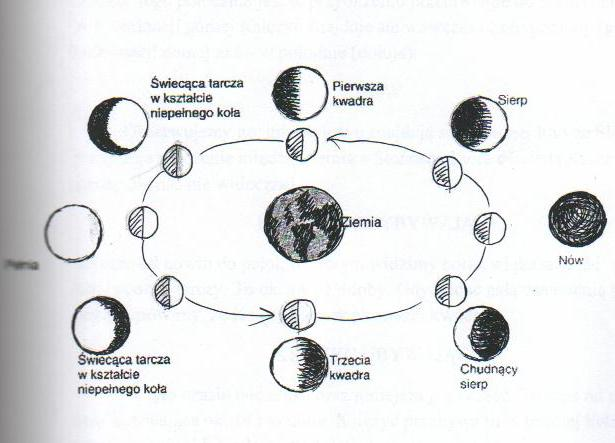 Świecąca tarcza
w kształcie
niepełnego koła
Pierwsza
kwadra
Sierp
Ziemia
Nów
Pełnia
Świecąca tarcza
w kształcie
niepełnego koła
Trzecia
kwadra
Chudnący
sierp